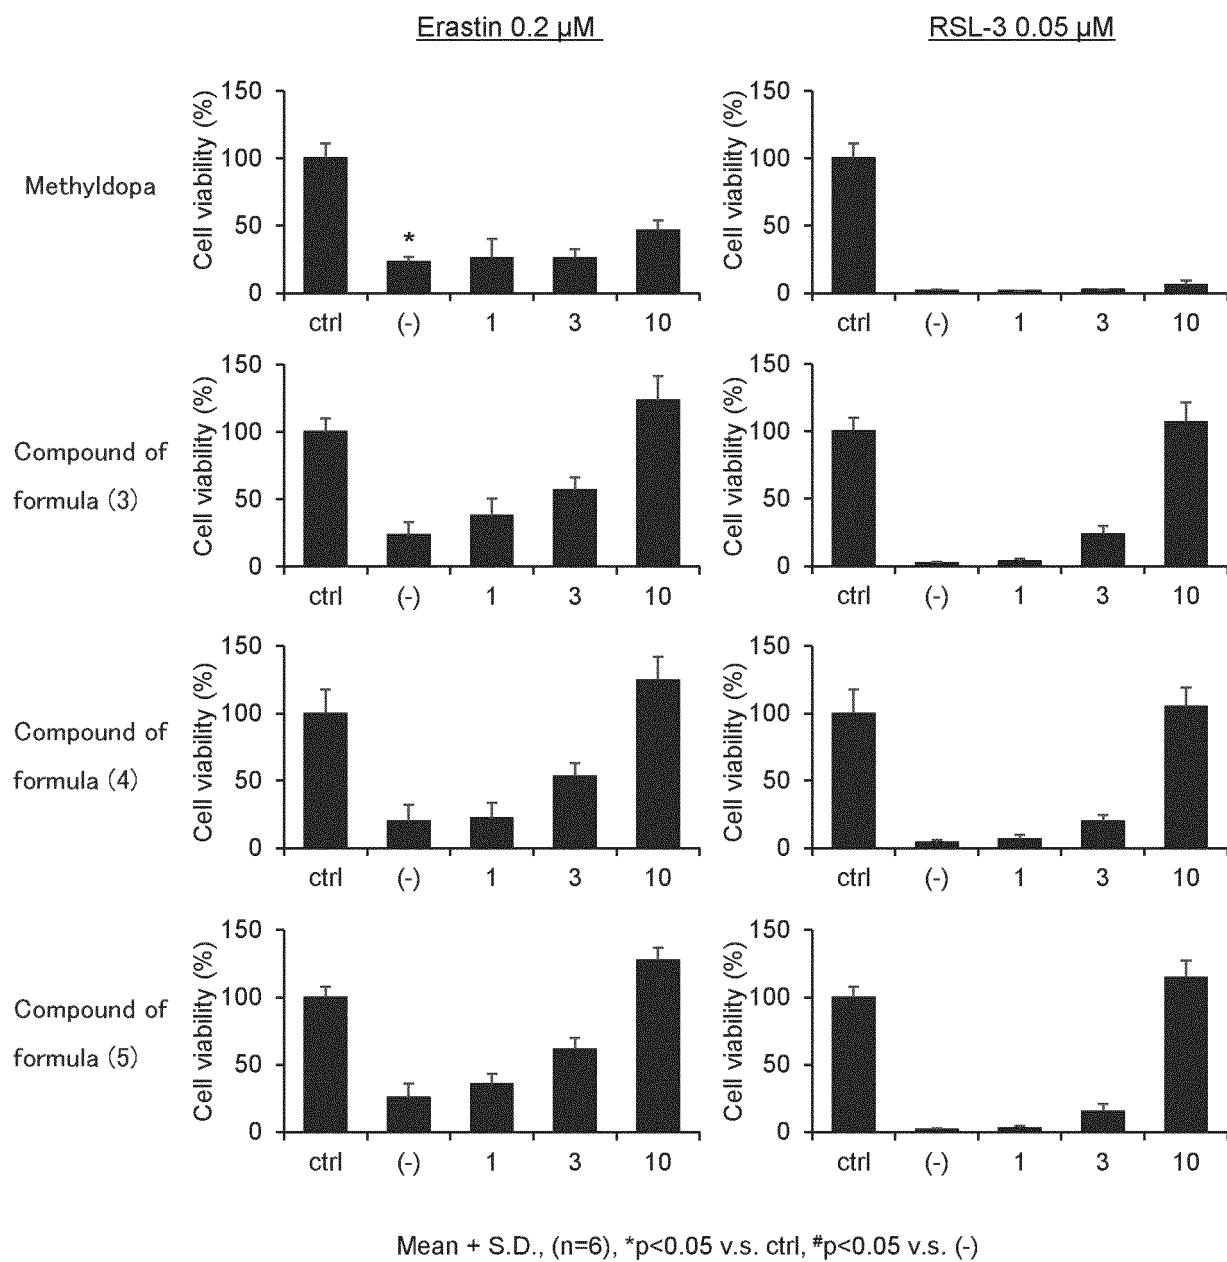 Erastin 0.2 μM RSL-3 0.05 μM
Methyldopa
Cell viability (%)
150
100
50
0
*
ctrl (-) 1 3 10
Cell viability (%)
150
100
50
0
ctrl (-) 1 3 10
Compound of
formula (3)
Cell viability (%)
150
100
50
0
ctrl (-) 1 3 10
Cell viability (%)
150
100
50
0
ctrl (-) 1 3 10
Compound of
formula (4)
Cell viability (%)
150
100
50
0
ctrl (-) 1 3 10
Cell viability (%)
150
100
50
0
ctrl (-) 1 3 10
Compound of
formula (5)
Cell viability (%)
150
100
50
0
ctrl (-) 1 3 10
Cell viability (%)
150
100
50
0
ctrl (-) 1 3 10
Mean + S.D., (n=6), *p<0.05 v.s. ctrl, #p<0.05 v.s. (-)